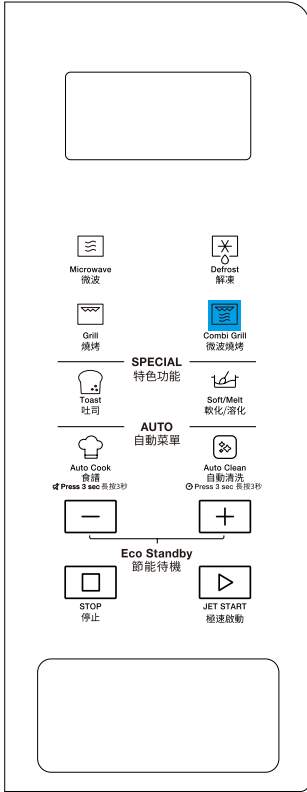 Microwave
微波
Defrost
解凍
Grill
燒烤
Combi Grill
微波燒烤
SPECIAL
特色功能
Toast
吐司
Soft/Melt
軟化/溶化
AUTO
自動菜單
Auto Cook
食譜
Press 3 sec 長按3秒
Auto Clean
自動清洗
Press 3 sec 長按3秒
Eco Standby
節能待機
STOP
停止
JET START
極速啟動